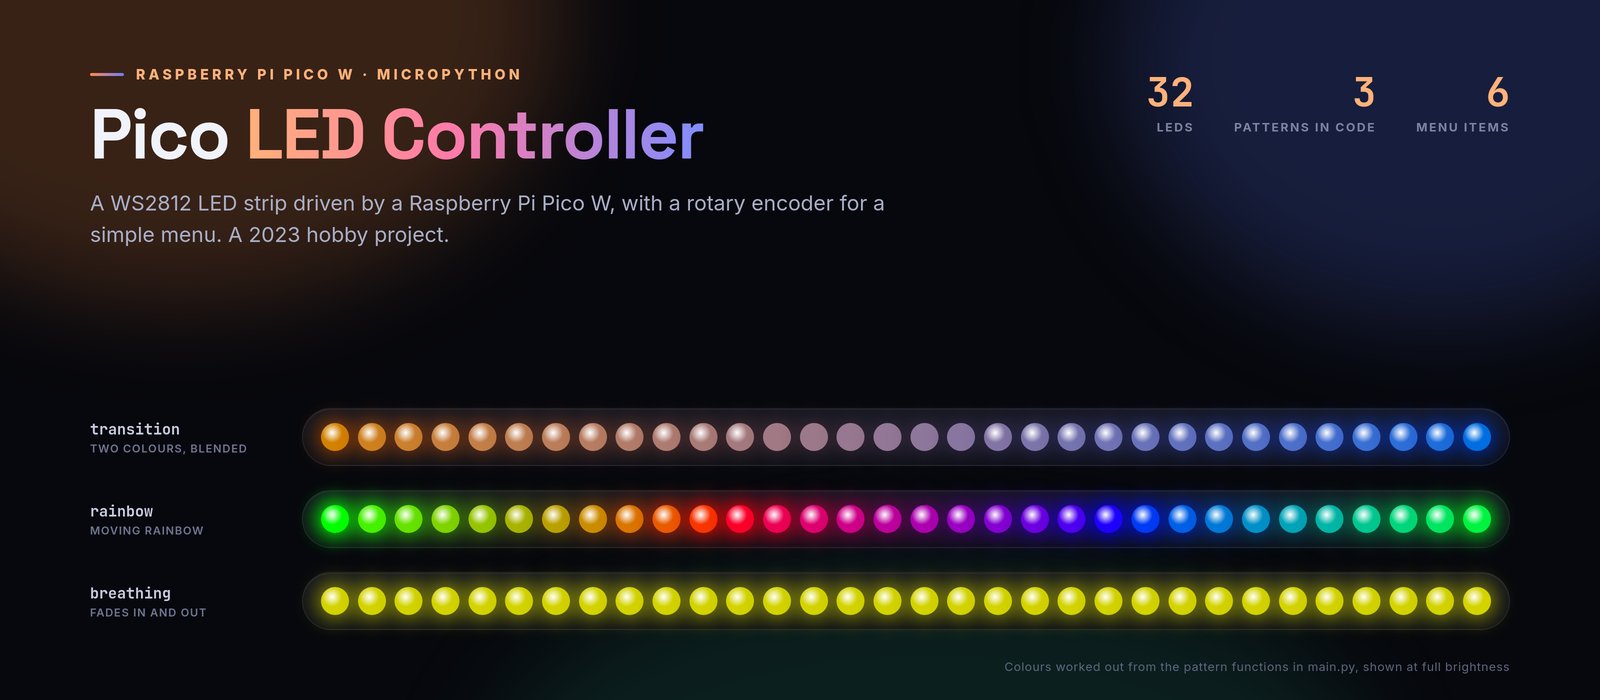 RASPBERRY PI PICO W · MICROPYTHON
Pico LED Controller
A WS2812 LED strip driven by a Raspberry Pi Pico W, with a rotary encoder for a
simple menu. A 2023 hobby project.
32
LEDS
3
PATTERNS IN CODE
6
MENU ITEMS
transition
TWO COLOURS, BLENDED
rainbow
MOVING RAINBOW
breathing
FADES IN AND OUT
Colours worked out from the pattern functions in main.py, shown at full brightness